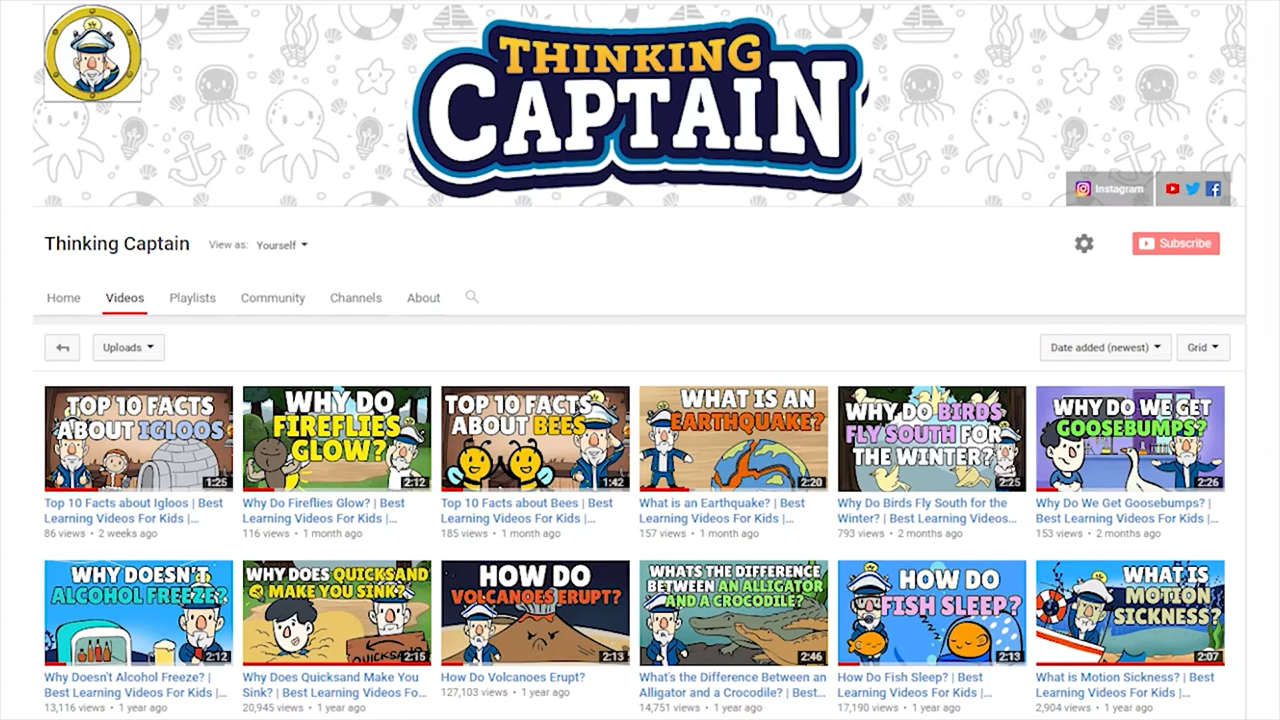 THINKING
CAPTAIN
Instagram
Thinking Captain
View as: Yourself
Subscribe
Home Videos Playlists Community Channels About
Uploads
Date added (newest) Grid
TOP 10 FACTS
ABOUT IGLOOS
1:25
WHY DO
FIREFLIES
GLOW?
2:12
TOP 10 FACTS
ABOUT BEES
1:42
WHAT IS AN
EARTHQUAKE?
2:20
WHY DO BIRDS
FLY SOUTH FOR
THE WINTER?
2:25
WHY DO WE GET
GOOSEBUMPS?
2:26
Top 10 Facts about Igloos | Best
Learning Videos For Kids |...
86 views • 2 weeks ago
Why Do Fireflies Glow? | Best
Learning Videos For Kids |...
116 views • 1 month ago
Top 10 Facts about Bees | Best
Learning Videos For Kids |...
185 views • 1 month ago
What is an Earthquake? | Best
Learning Videos For Kids |...
157 views • 1 month ago
Why Do Birds Fly South for the
Winter? | Best Learning Videos...
793 views • 2 months ago
Why Do We Get Goosebumps? |
Best Learning Videos For Kids |...
153 views • 2 months ago
WHY DOESN'T
ALCOHOL FREEZE?
2:12
WHY DOES QUICKSAND
MAKE YOU SINK?
QUICKSAND
2:15
HOW DO
VOLCANOES ERUPT?
2:13
WHATS THE DIFFERENCE
BETWEEN AN ALLIGATOR
AND A CROCODILE?
2:46
HOW DO
FISH SLEEP?
2:13
WHAT IS
MOTION
SICKNESS?
2:07
Why Doesn't Alcohol Freeze? |
Best Learning Videos For Kids |...
13,116 views • 1 year ago
Why Does Quicksand Make You
Sink? | Best Learning Videos Fo...
20,945 views • 1 year ago
How Do Volcanoes Erupt?
127,103 views • 1 year ago
What's the Difference Between an
Alligator and a Crocodile? | Best...
14,751 views • 1 year ago
How Do Fish Sleep? | Best
Learning Videos For Kids |...
17,190 views • 1 year ago
What is Motion Sickness? | Best
Learning Videos For Kids |...
2,904 views • 1 year ago